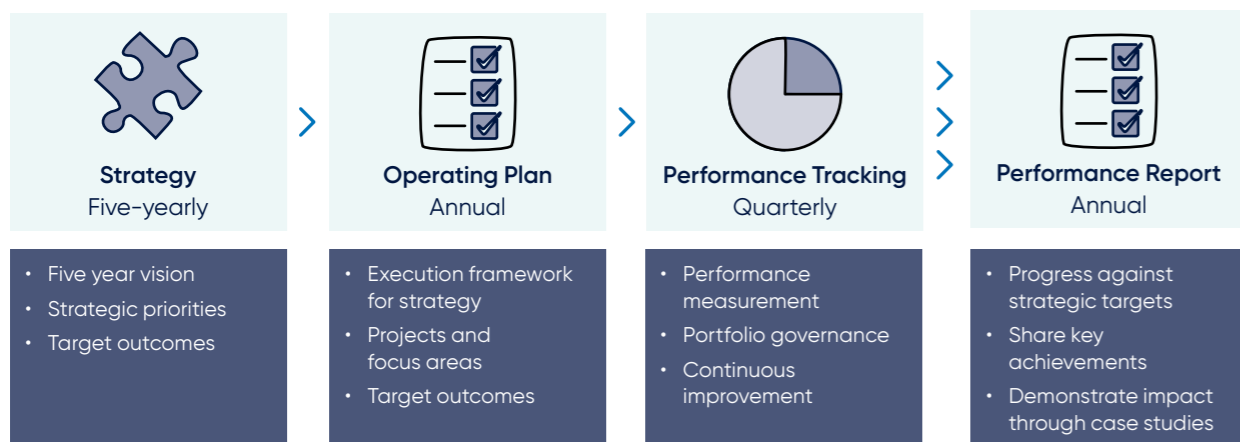 Strategy
Five-yearly
• Five year vision
• Strategic priorities
• Target outcomes
Operating Plan
Annual
• Execution framework
for strategy
• Projects and
focus areas
• Target outcomes
Performance Tracking
Quarterly
• Performance
measurement
• Portfolio governance
• Continuous
improvement
Performance Report
Annual
• Progress against
strategic targets
• Share key
achievements
• Demonstrate impact
through case studies